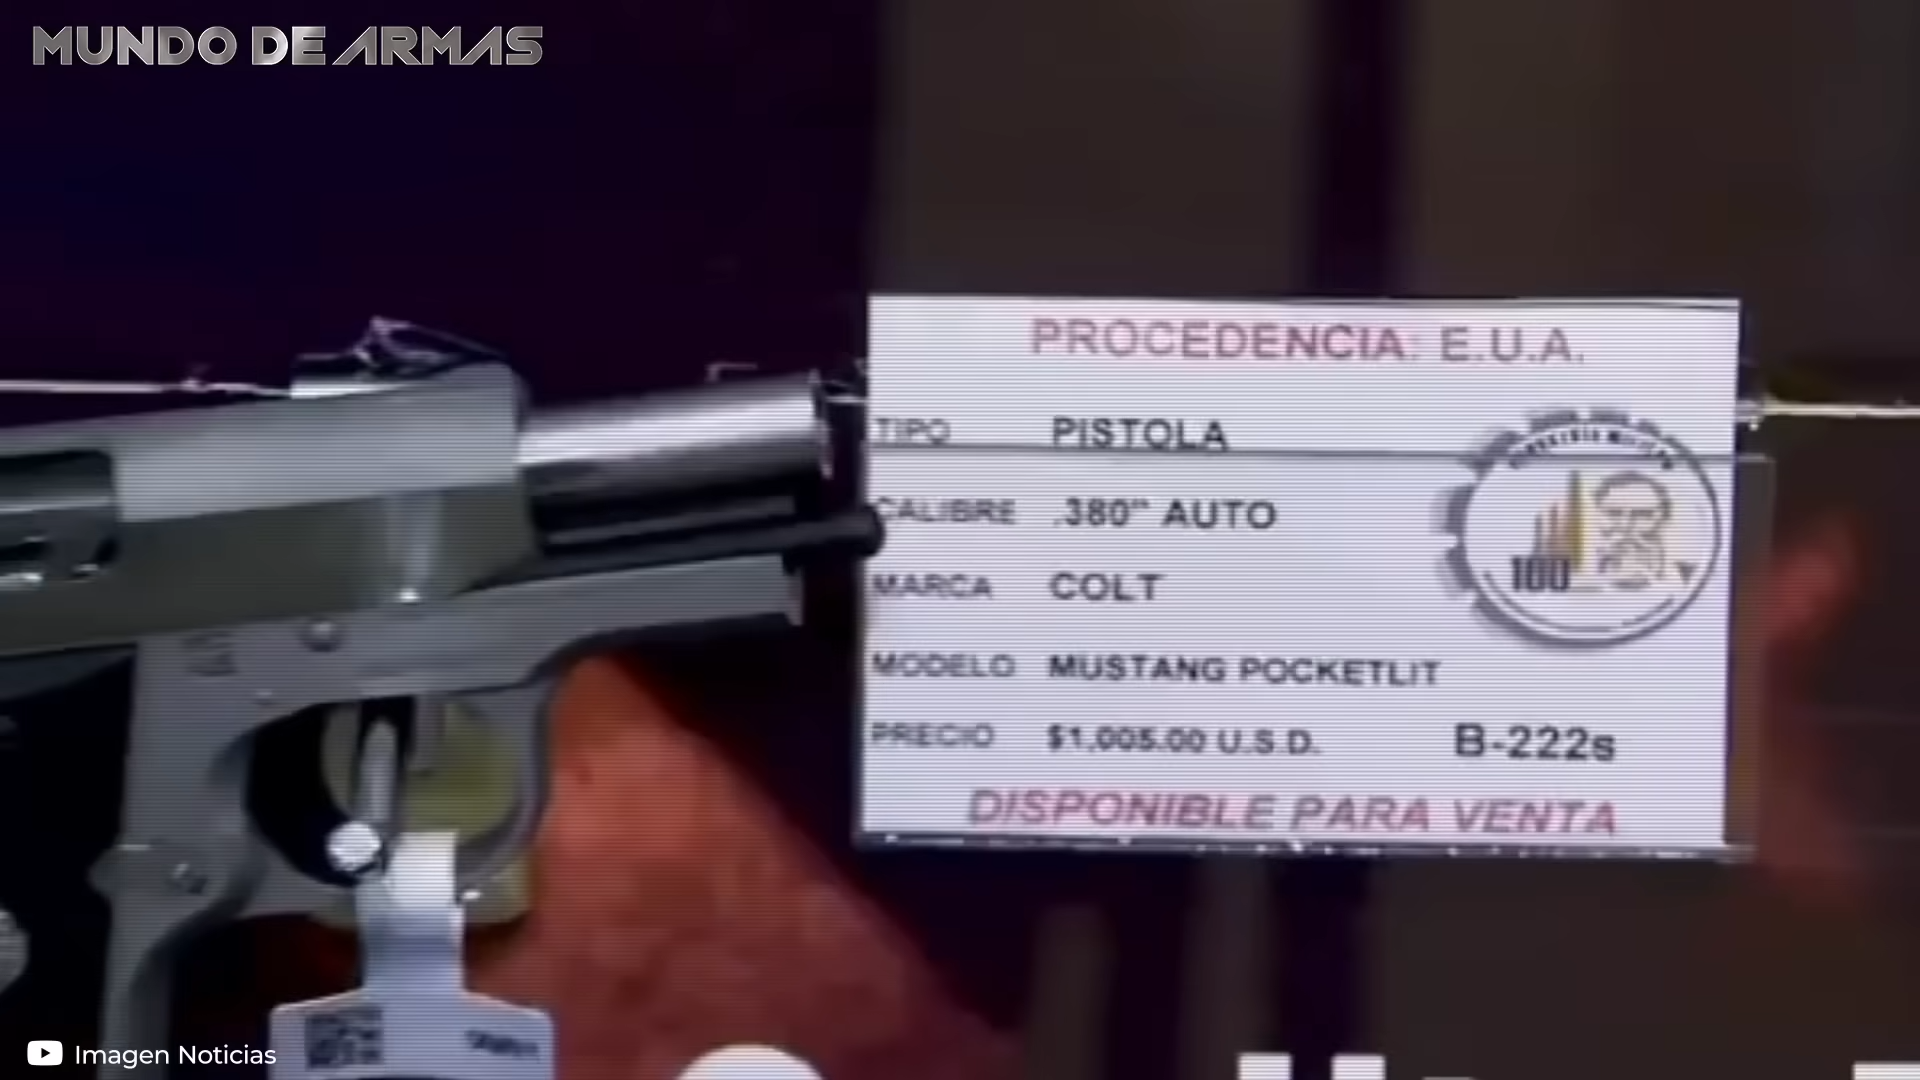 MUNDO DE ARMAS
PROCEDENCIA: E.U.A.
TIPO PISTOLA
CALIBRE .380" AUTO
MARCA COLT
MODELO MUSTANG POCKETLIT
PRECIO $1,005.00 U.S.D. B-222s
DISPONIBLE PARA VENTA
100
Imagen Noticias